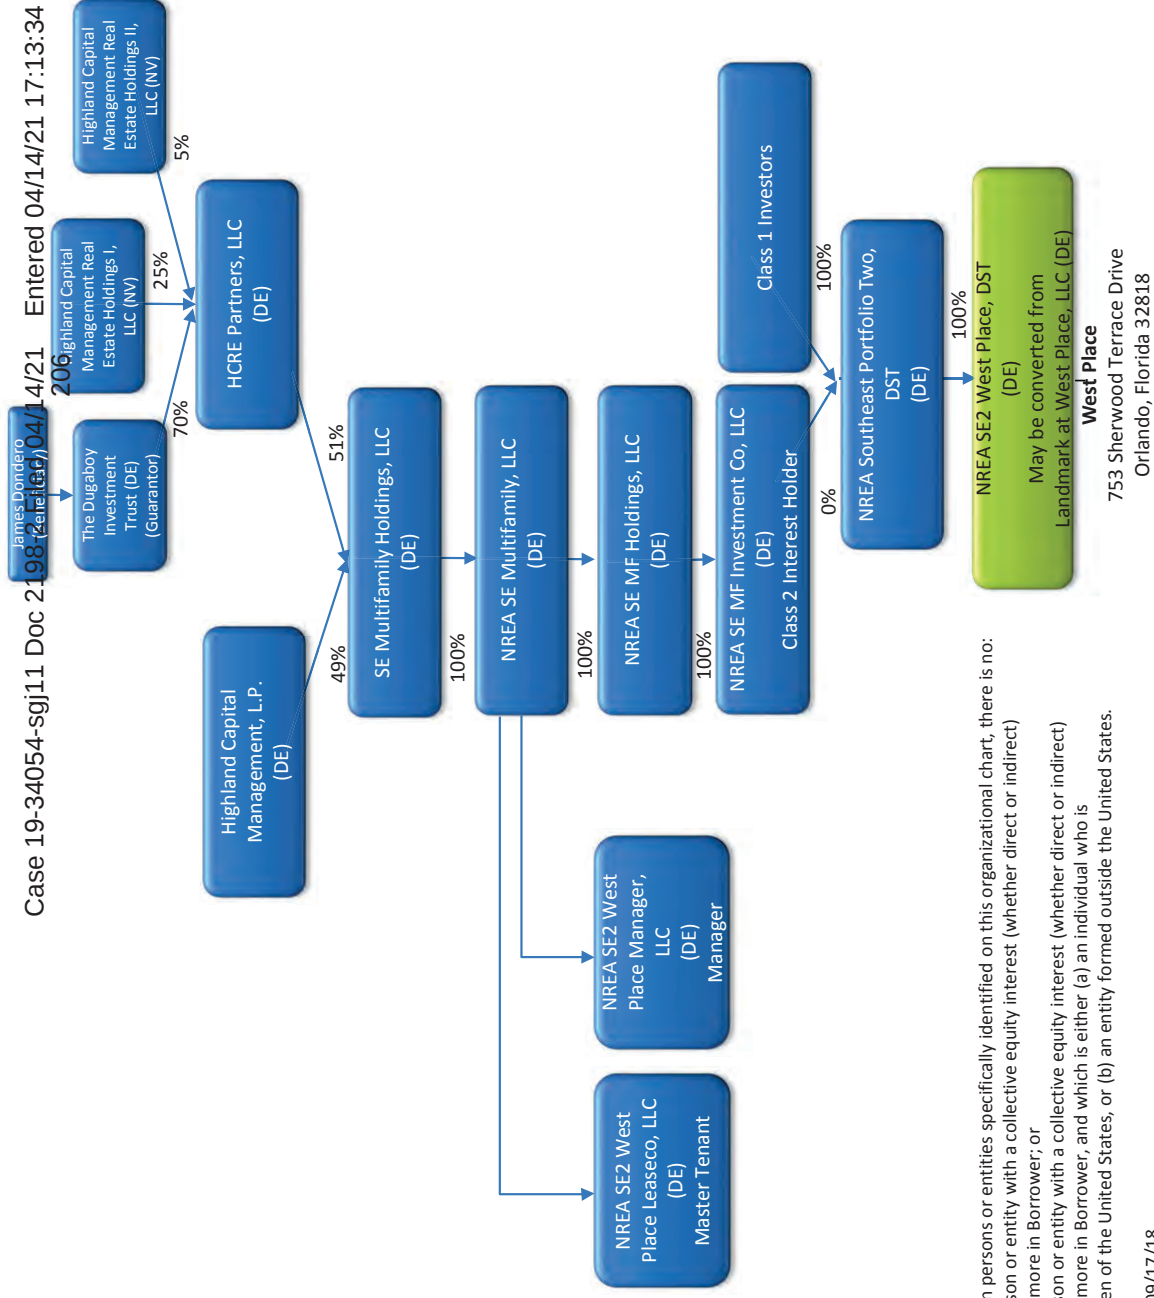 Case 19-34054-sgj11 Doc 2198-2 Filed 04/14/21 Entered 04/14/21 17:13:34
206
James Dondero
The Dugaboy
Investment
Trust (DE)
(Guarantor)
70%
Highland Capital
Management Real
Estate Holdings I,
LLC (NV)
25%
Highland Capital
Management Real
Estate Holdings II,
LLC (NV)
5%
Highland Capital
Management, L.P.
(DE)
HCRE Partners, LLC
(DE)
49%
51%
SE Multifamily Holdings, LLC
(DE)
100%
NREA SE Multifamily, LLC
(DE)
100%
NREA SE2 West
Place Leaseco, LLC
(DE)
Master Tenant
NREA SE2 West
Place Manager,
LLC
(DE)
Manager
NREA SE MF Holdings, LLC
(DE)
100%
NREA SE MF Investment Co, LLC
(DE)
Class 2 Interest Holder
0%
Class 1 Investors
100%
NREA Southeast Portfolio Two,
DST
(DE)
100%
NREA SE2 West Place, DST
(DE)
May be converted from
Landmark at West Place, LLC (DE)
West Place
753 Sherwood Terrace Drive
Orlando, Florida 32818
persons or entities specifically identified on this organizational chart, there is no:
or entity with a collective equity interest (whether direct or indirect)
more in Borrower; or
or entity with a collective equity interest (whether direct or indirect)
more in Borrower, and which is either (a) an individual who is
of the United States, or (b) an entity formed outside the United States.
09/17/18